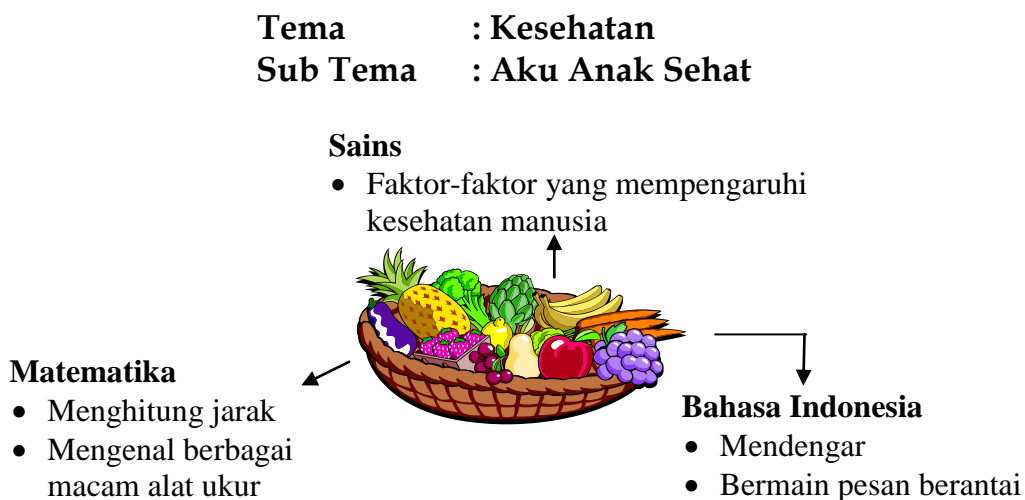 Tema : Kesehatan
Sub Tema : Aku Anak Sehat
Sains
• Faktor-faktor yang mempengaruhi
kesehatan manusia
Matematika
• Menghitung jarak
• Mengenal berbagai
macam alat ukur
Bahasa Indonesia
• Mendengar
• Bermain pesan berantai